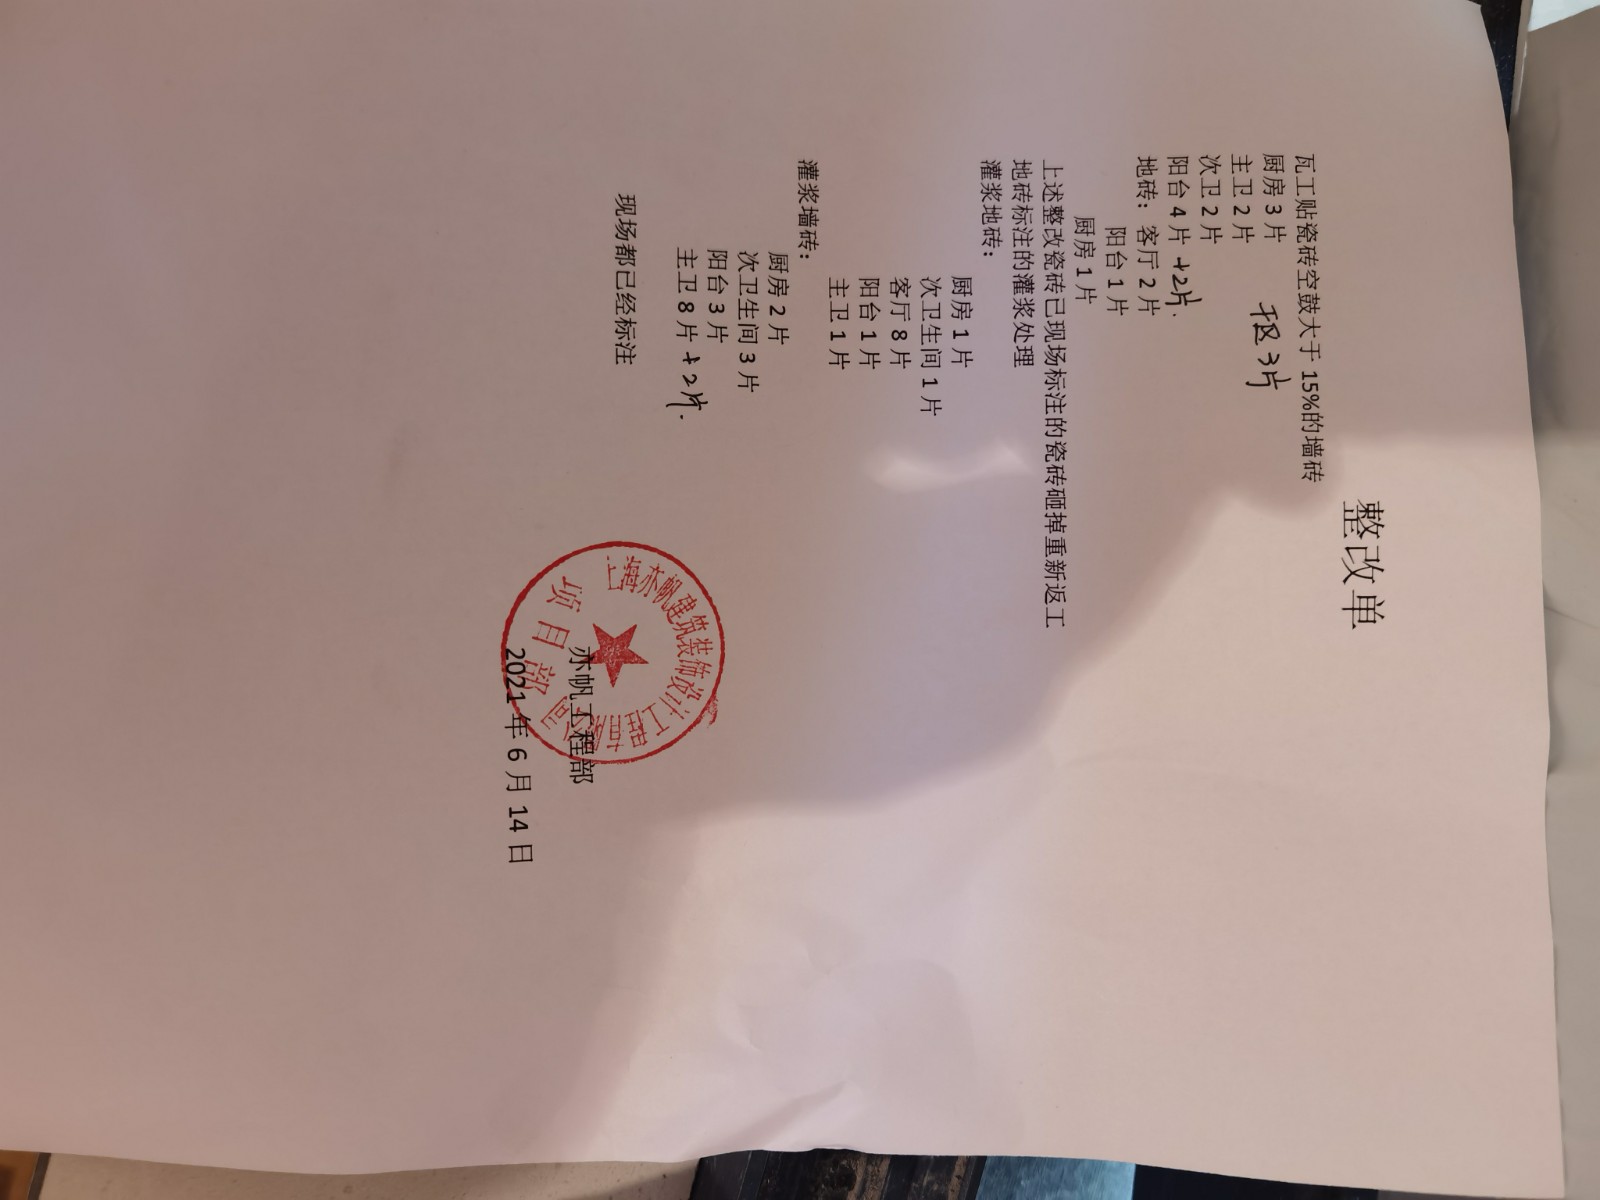 整改单
瓦工贴瓷砖空鼓大于 15%的墙砖
厨房 3 片
主卫 2 片 3片
次卫 2 片
阳台 4 片 +2片.
地砖：客厅 2 片
阳台 1 片
厨房 1 片
上述整改瓷砖已现场标注的瓷砖砸掉重新返工
地砖标注的灌浆处理
灌浆地砖：
厨房 1 片
次卫生间 1 片
客厅 8 片
阳台 1 片
主卫 1 片
灌浆墙砖：
厨房 2 片
次卫生间 3 片
阳台 3 片
主卫 8 片 +2片.
现场都已经标注
上海亦帆建筑装饰设计工程有限公司
项目部
亦帆工程部
2021 年 6 月 14 日